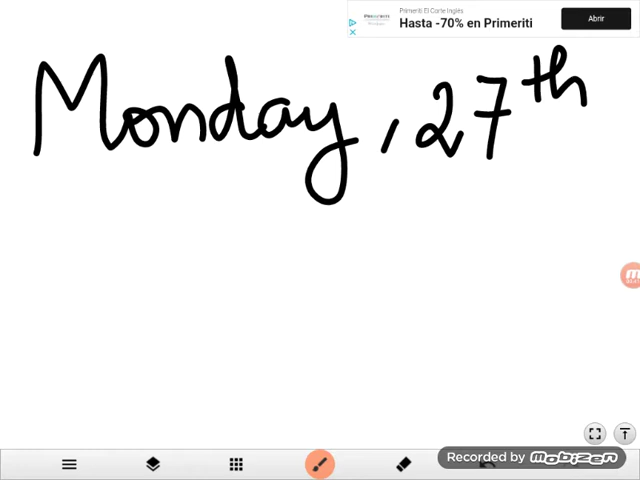 Primeriti El Corte Inglés
Hasta -70% en Primeriti
Abrir
Monday, 27th
Recorded by mobizen